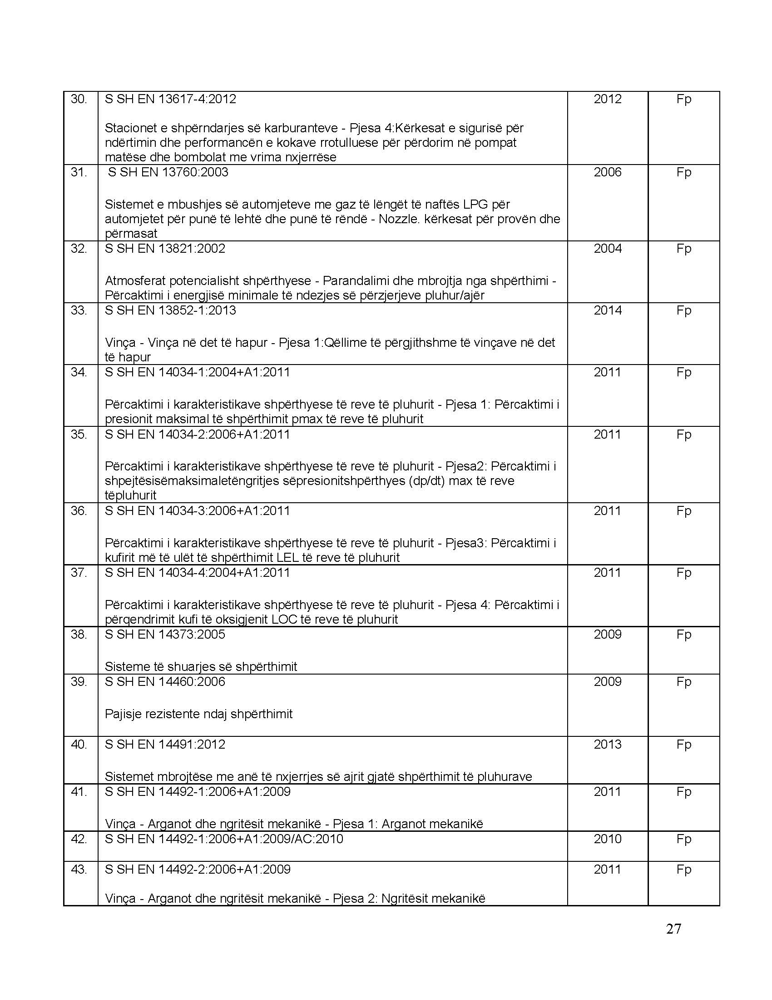 30. S SH EN 13617-4:2012 2012 Fp
Stacionet e shpërndarjes së karburanteve - Pjesa 4:Kërkesat e sigurisë për
ndërtimin dhe performancën e kokave rrotulluese për përdorim në pompat
matëse dhe bombolat me vrima nxjerrëse
31. S SH EN 13760:2003 2006 Fp
Sistemet e mbushjes së automjeteve me gaz të lëngët të naftës LPG për
automjetet për punë të lehtë dhe punë të rëndë - Nozzle. kërkesat për provën dhe
përmasat
32. S SH EN 13821:2002 2004 Fp
Atmosferat potencialisht shpërthyese - Parandalimi dhe mbrojtja nga shpërthimi -
Përcaktimi i energjisë minimale të ndezjes së përzjerjeve pluhur/ajër
33. S SH EN 13852-1:2013 2014 Fp
Vinça - Vinça në det të hapur - Pjesa 1:Qëllime të përgjithshme të vinçave në det
të hapur
34. S SH EN 14034-1:2004+A1:2011 2011 Fp
Përcaktimi i karakteristikave shpërthyese të reve të pluhurit - Pjesa 1: Përcaktimi i
presionit maksimal të shpërthimit pmax të reve të pluhurit
35. S SH EN 14034-2:2006+A1:2011 2011 Fp
Përcaktimi i karakteristikave shpërthyese të reve të pluhurit - Pjesa2: Përcaktimi i
shpejtësisëmaksimaletëngritjes sëpresionitshpërthyes (dp/dt) max të reve
tëpluhurit
36. S SH EN 14034-3:2006+A1:2011 2011 Fp
Përcaktimi i karakteristikave shpërthyese të reve të pluhurit - Pjesa3: Përcaktimi i
kufirit më të ulët të shpërthimit LEL të reve të pluhurit
37. S SH EN 14034-4:2004+A1:2011 2011 Fp
Përcaktimi i karakteristikave shpërthyese të reve të pluhurit - Pjesa 4: Përcaktimi i
përqendrimit kufi të oksigjenit LOC të reve të pluhurit
38. S SH EN 14373:2005 2009 Fp
Sisteme të shuarjes së shpërthimit
39. S SH EN 14460:2006 2009 Fp
Pajisje rezistente ndaj shpërthimit
40. S SH EN 14491:2012 2013 Fp
Sistemet mbrojtëse me anë të nxjerrjes së ajrit gjatë shpërthimit të pluhurave
41. S SH EN 14492-1:2006+A1:2009 2011 Fp
Vinça - Arganot dhe ngritësit mekanikë - Pjesa 1: Arganot mekanikë
42. S SH EN 14492-1:2006+A1:2009/AC:2010 2010 Fp
43. S SH EN 14492-2:2006+A1:2009 2011 Fp
Vinça - Arganot dhe ngritësit mekanikë - Pjesa 2: Ngritësit mekanikë
27